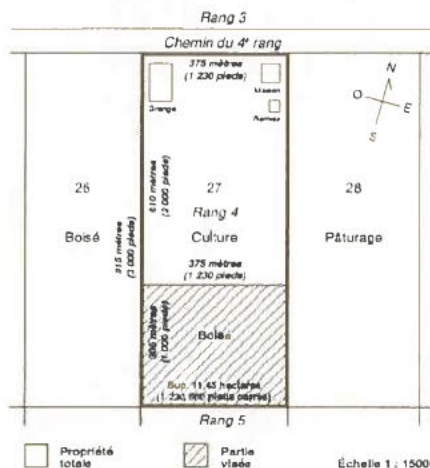 Rang 3
Chemin du 4e rang
375 mètres
(1 230 pieds)
Grange
Maison
Remise
N
O
E
S
26
Boisé
915 mètres
(3 000 pieds)
610 mètres
(2 000 pieds)
27
Rang 4
Culture
28
Pâturage
375 mètres
(1 230 pieds)
305 mètres
(1 000 pieds)
Boisé
Sup. 11,43 hectares
(1 230 000 pieds carrés)
Rang 5
Propriété
totale
Partie
visée
Échelle 1 : 1500